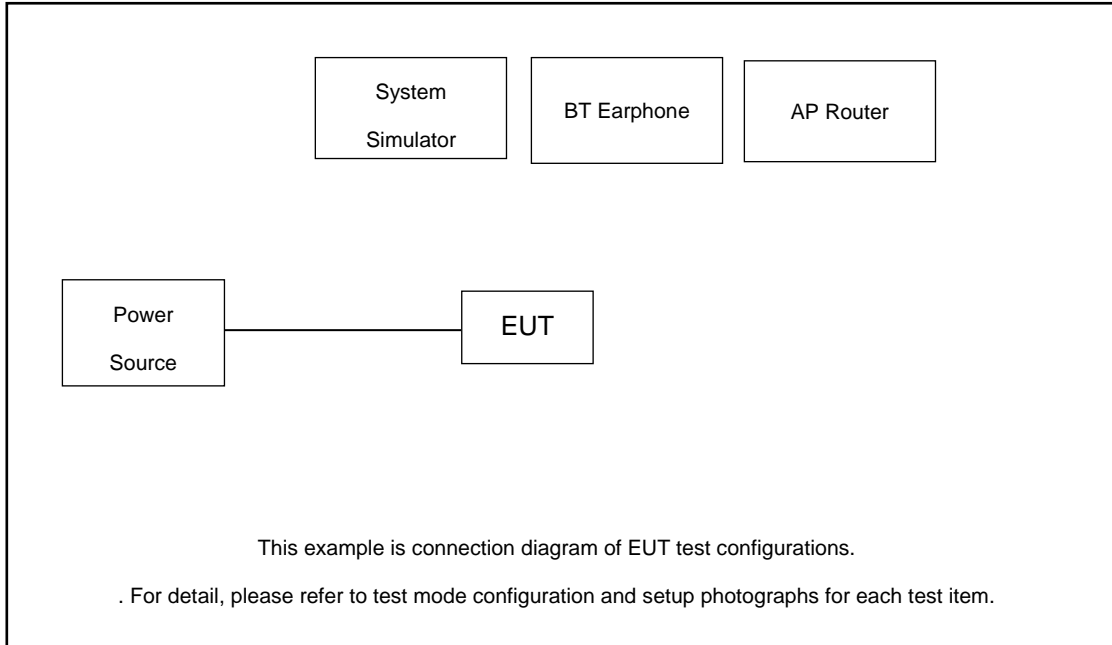 System
Simulator
BT Earphone
AP Router
Power
Source
EUT
This example is connection diagram of EUT test configurations.
. For detail, please refer to test mode configuration and setup photographs for each test item.